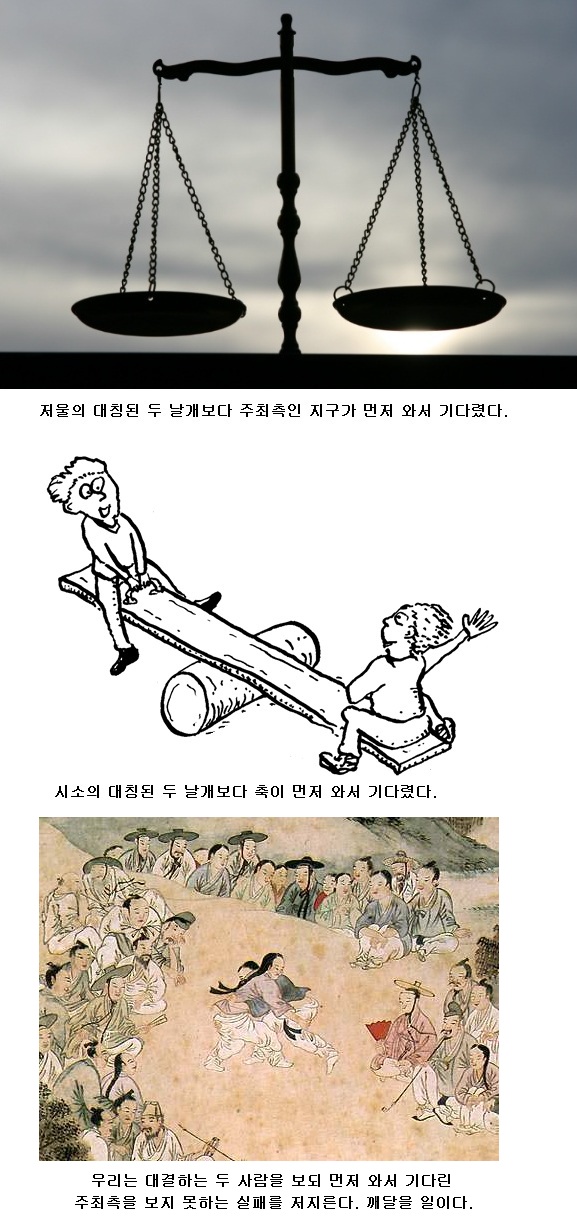 저울의 대칭된 두 날개보다 주최측인 지구가 먼저 와서 기다렸다.
시소의 대칭된 두 날개보다 축이 먼저 와서 기다렸다.
우리는 대결하는 두 사람을 보되 먼저 와서 기다린
주최측을 보지 못하는 실패를 저지른다. 깨달을 일이다.